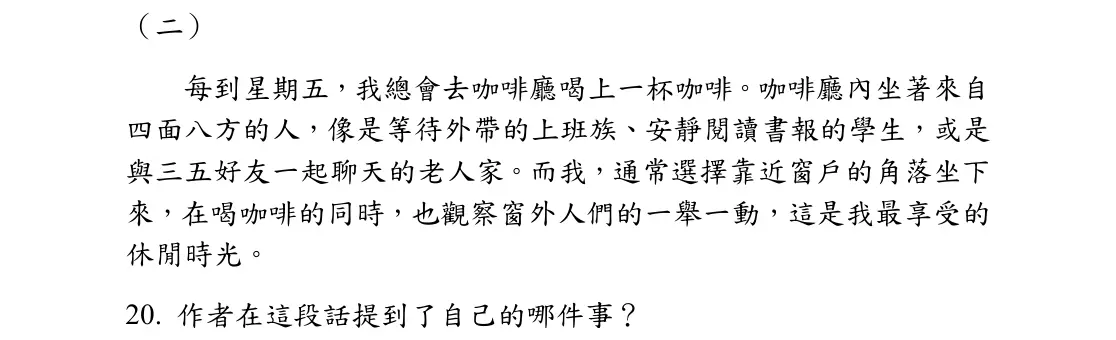 （二）
每到星期五，我總會去咖啡廳喝上一杯咖啡。咖啡廳內坐著來自
四面八方的人，像是等待外帶的上班族、安靜閱讀書報的學生，或是
與三五好友一起聊天的老人家。而我，通常選擇靠近窗戶的角落坐下
來，在喝咖啡的同時，也觀察窗外人們的一舉一動，這是我最享受的
休閒時光。
20. 作者在這段話提到了自己的哪件事？